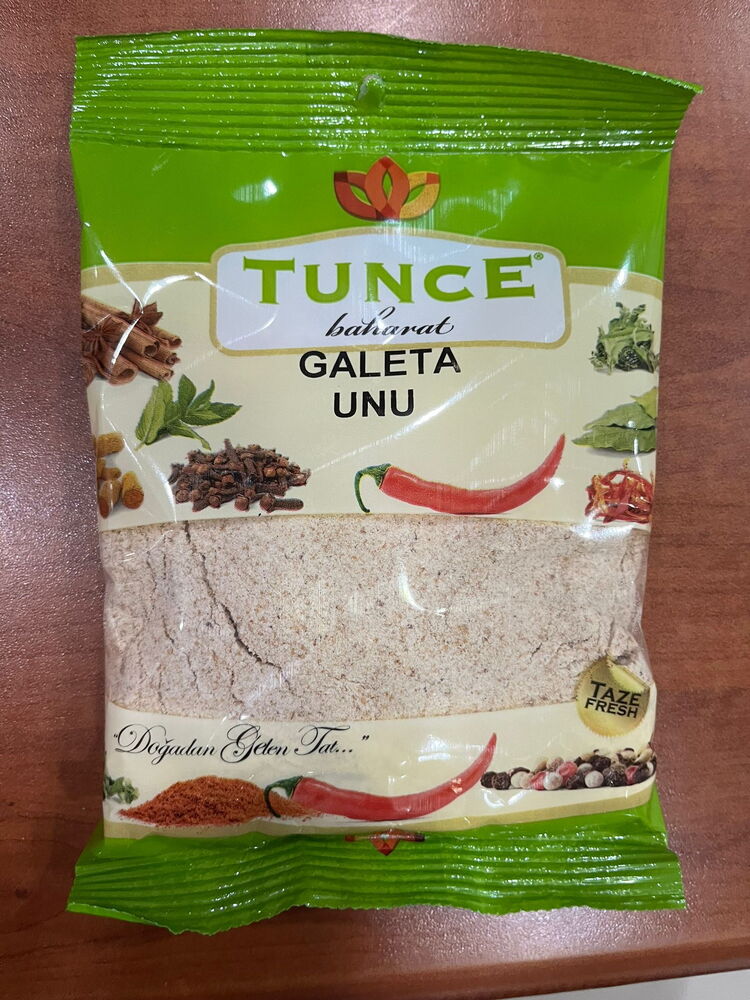 TUNCE®
baharat
GALETA
UNU
TAZE
FRESH
"Doğadan Gelen Tat..."